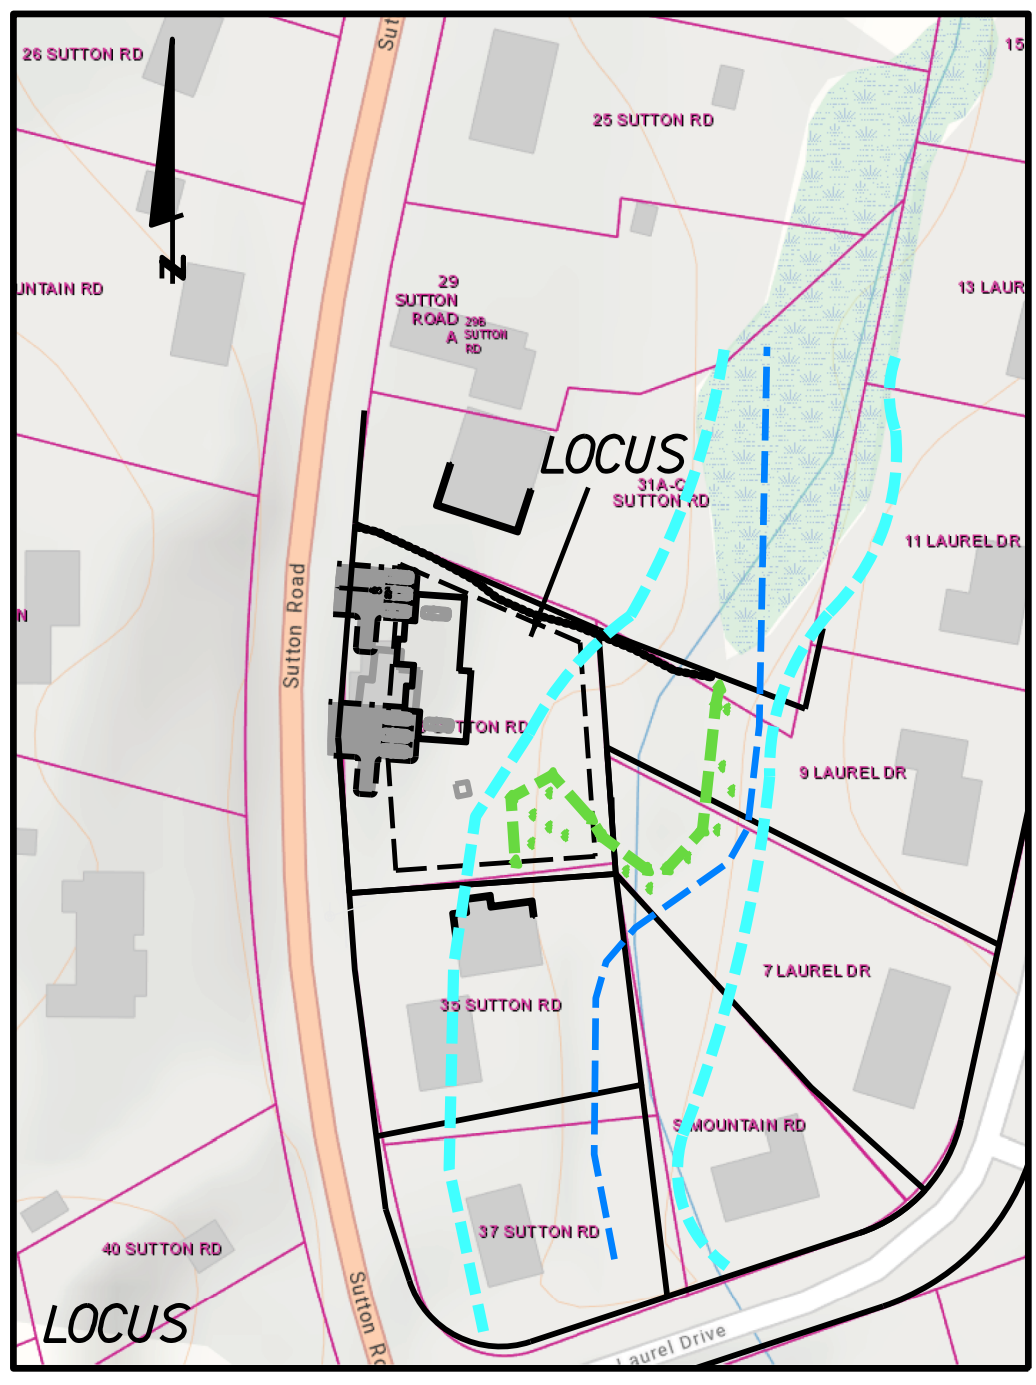 Sut
26 SUTTON RD
15
25 SUTTON RD
N
UNTAIN RD
29
SUTTON
ROAD
A
29B
SUTTON
RD
13 LAUR
LOCUS
31A-C
SUTTON RD
11 LAUREL DR
N
Sutton Road
TTON RD
9 LAUREL DR
7 LAUREL DR
35 SUTTON RD
MOUNTAIN RD
37 SUTTON RD
40 SUTTON RD
LOCUS
Sutton Ro
Laurel Drive